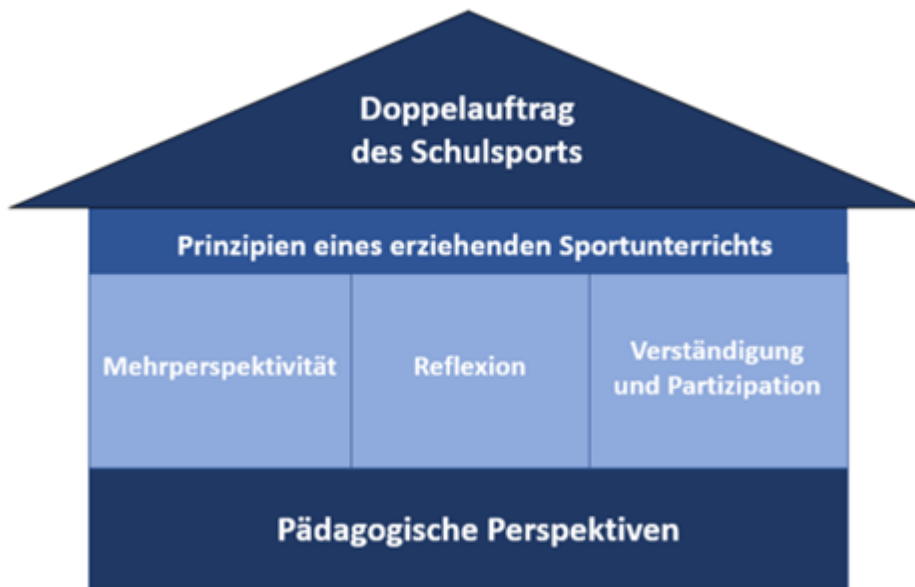 Doppelauftrag
des Schulsports
Prinzipien eines erziehenden Sportunterrichts
Mehrperspektivität
Reflexion
Verständigung
und Partizipation
Pädagogische Perspektiven